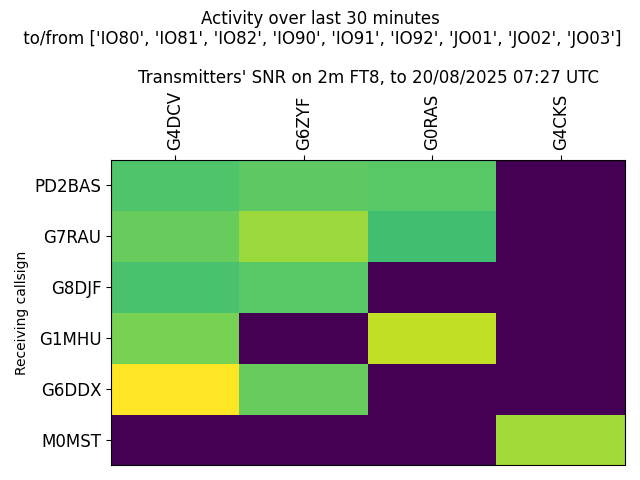 Activity over last 30 minutes
to/from ['IO80', 'IO81', 'IO82', 'IO90', 'IO91', 'IO92', 'JO01', 'JO02', 'JO03']
Transmitters' SNR on 2m FT8, to 20/08/2025 07:27 UTC
G4DCV
G6ZYF
G0RAS
G4CKS
Receiving callsign
PD2BAS
G7RAU
G8DJF
G1MHU
G6DDX
M0MST